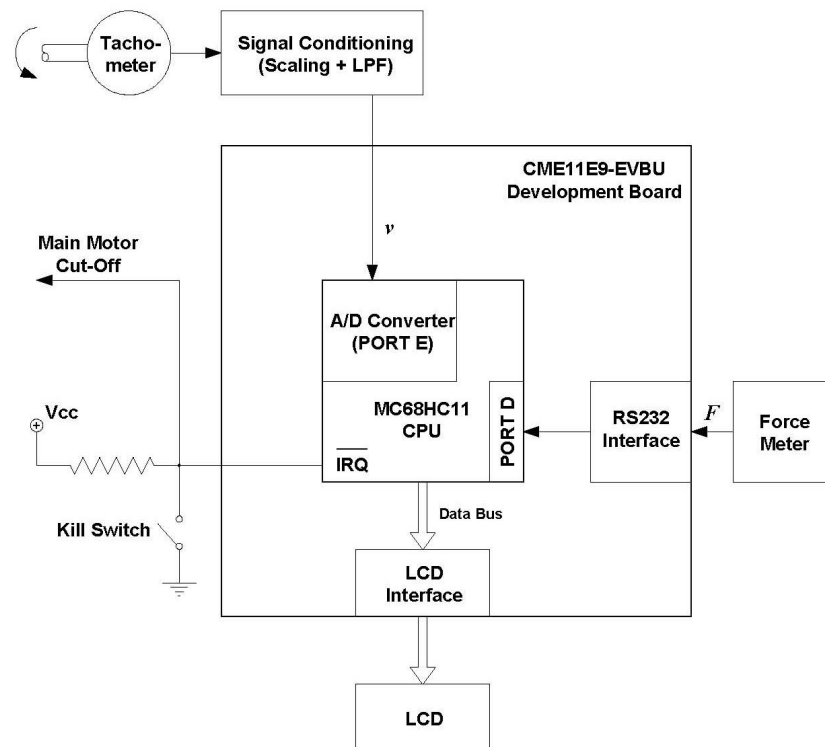 Tacho-
meter
Signal Conditioning
(Scaling + LPF)
CME11E9-EVBU
Development Board
v
Main Motor
Cut-Off
A/D Converter
(PORT E)
MC68HC11
CPU
PORT D
RS232
Interface
F
Force
Meter
Vcc
IRQ
Kill Switch
Data Bus
LCD
Interface
LCD